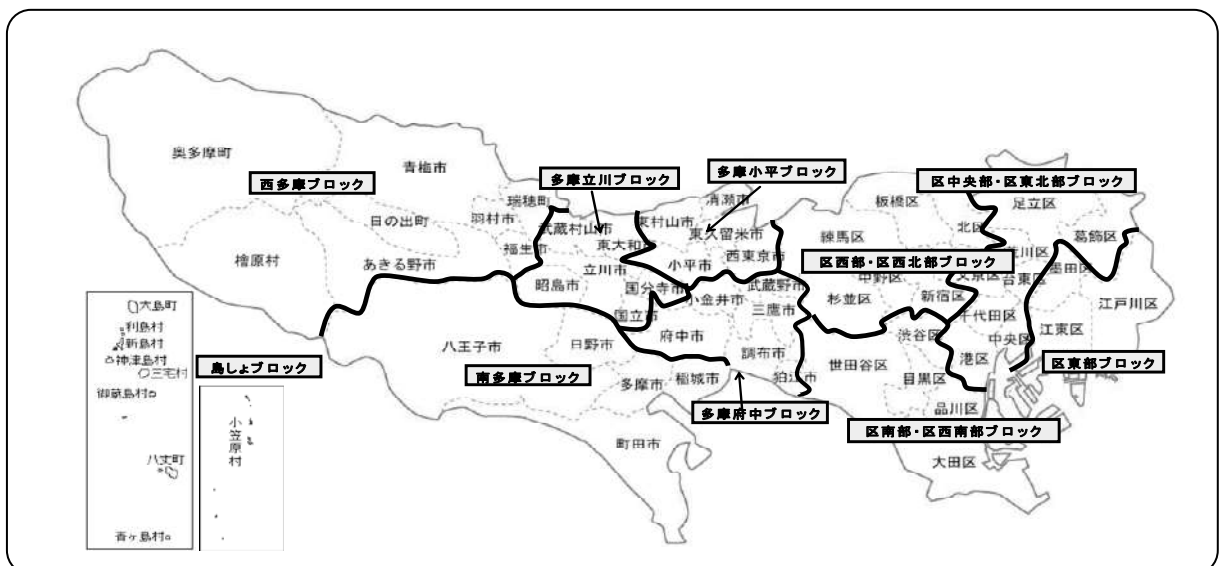 奥多摩町
青梅市
西多摩ブロック
瑞穂町
羽村市
日の出町
福生市
檜原村
あきる野市
多摩立川ブロック
武蔵村山市
東大和市
立川市
昭島市
国分寺市
国立市
多摩小平ブロック
清瀬市
東村山市
東久留米市
小平市
西東京市
区中央部・区東北部ブロック
足立区
葛飾区
荒川区
文京区
台東区
千代田区
中央区
港区
板橋区
北区
練馬区
区西部・区西北部ブロック
中野区
杉並区
新宿区
墨田区
江戸川区
江東区
区東部ブロック
武蔵野市
小金井市
三鷹市
府中市
調布市
狛江市
多摩府中ブロック
八王子市
日野市
南多摩ブロック
多摩市
稲城市
町田市
渋谷区
世田谷区
目黒区
品川区
区南部・区西南部ブロック
大田区
島しょブロック
大島町
利島村
新島村
神津島村
三宅村
御蔵島村
八丈町
青ヶ島村
小笠原村